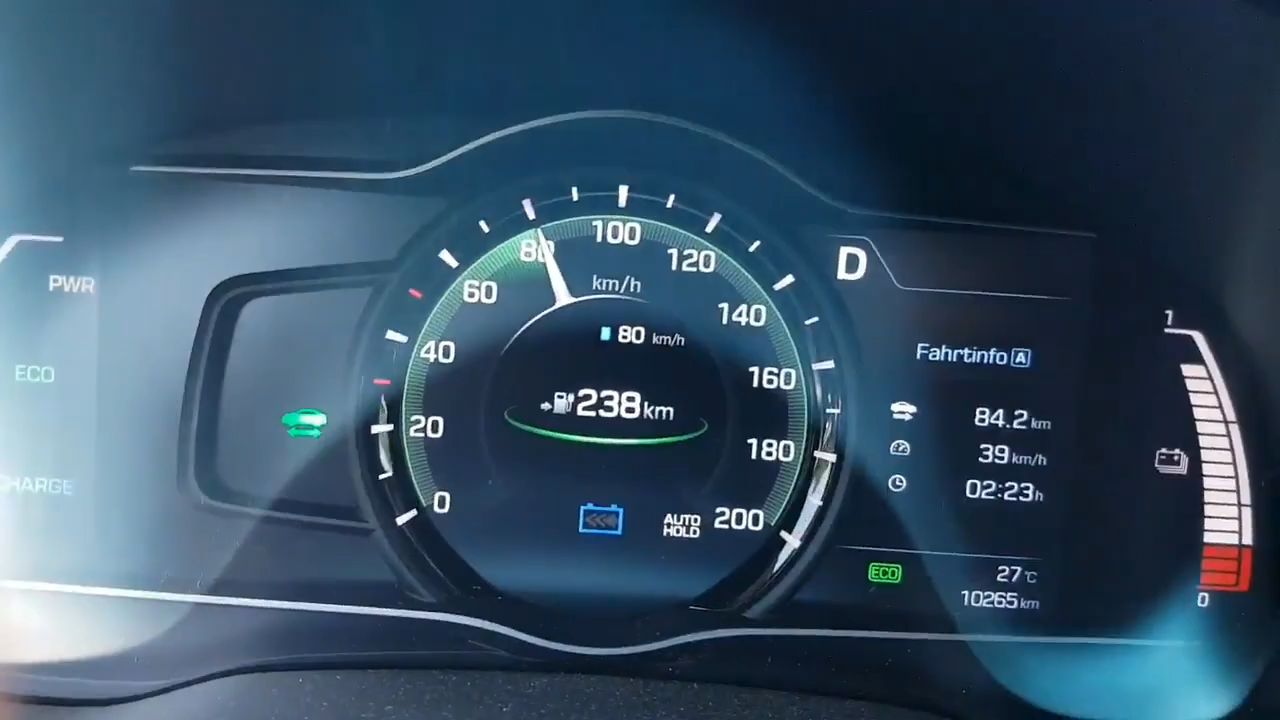 PWR
ECO
CHARGE
0
20
40
60
80
100
120
140
160
180
200
km/h
80 km/h
238 km
AUTO
HOLD
D
Fahrtinfo A
84.2 km
39 km/h
02:23 h
ECO
27 °C
10265 km
1
0